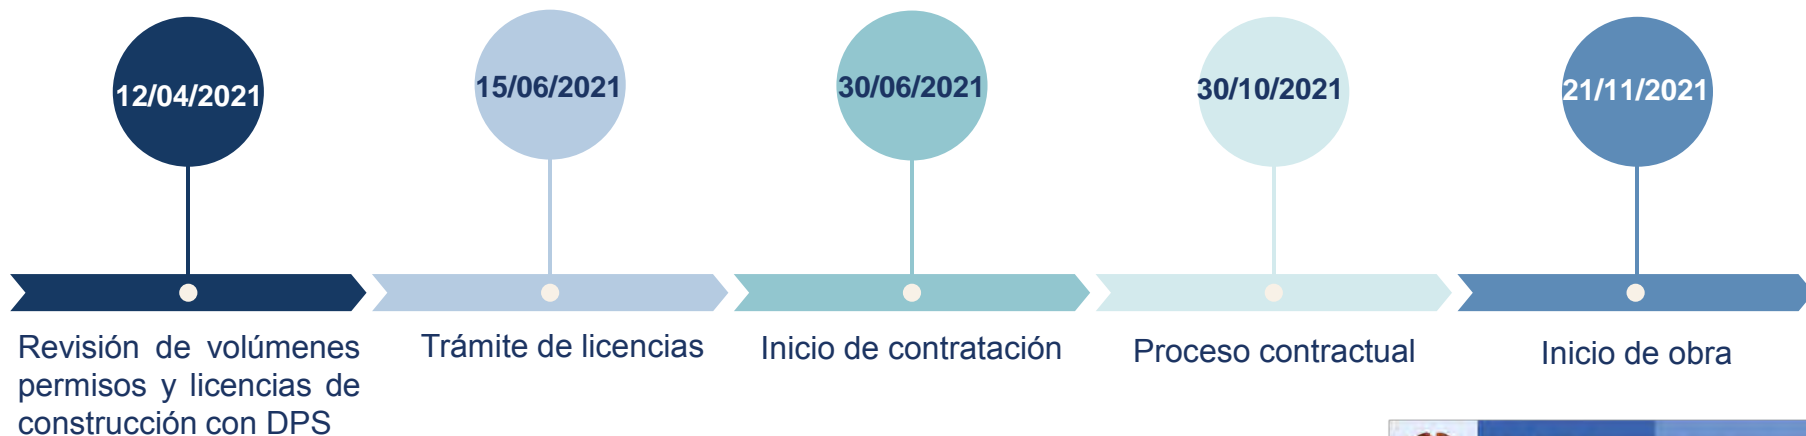 12/04/2021
15/06/2021
30/06/2021
30/10/2021
21/11/2021
Revisión de volúmenes
permisos y licencias de
construcción con DPS
Trámite de licencias
Inicio de contratación
Proceso contractual
Inicio de obra